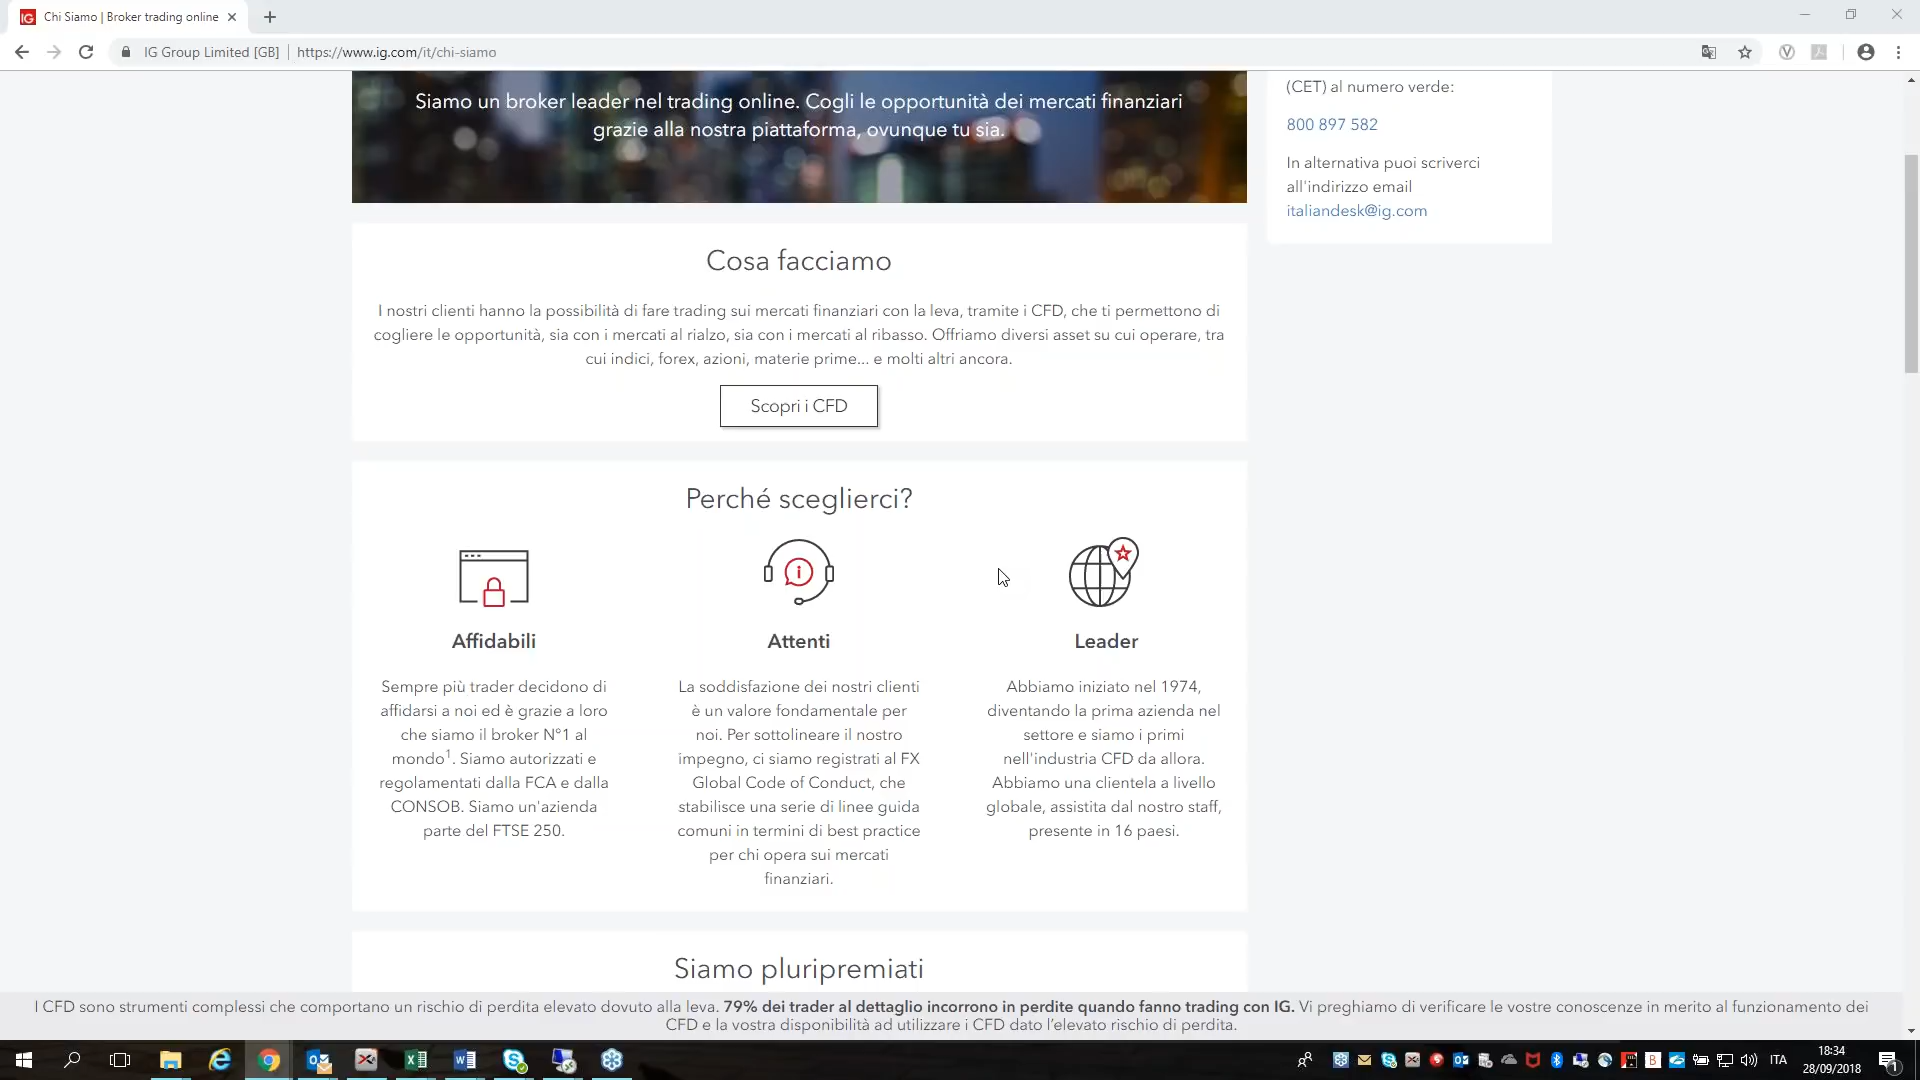 Chi Siamo | Broker trading online
IG Group Limited [GB] | https://www.ig.com/it/chi-siamo
Siamo un broker leader nel trading online. Cogli le opportunità dei mercati finanziari
grazie alla nostra piattaforma, ovunque tu sia.
(CET) al numero verde:
800 897 582
In alternativa puoi scriverci
all'indirizzo email
italiandesk@ig.com
Cosa facciamo
I nostri clienti hanno la possibilità di fare trading sui mercati finanziari con la leva, tramite i CFD, che ti permettono di
cogliere le opportunità, sia con i mercati al rialzo, sia con i mercati al ribasso. Offriamo diversi asset su cui operare, tra
cui indici, forex, azioni, materie prime... e molti altri ancora.
Scopri i CFD
Perché sceglierci?
Affidabili
Sempre più trader decidono di
affidarsi a noi ed è grazie a loro
che siamo il broker N°1 al
mondo1. Siamo autorizzati e
regolamentati dalla FCA e dalla
CONSOB. Siamo un'azienda
parte del FTSE 250.
Attenti
La soddisfazione dei nostri clienti
è un valore fondamentale per
noi. Per sottolineare il nostro
impegno, ci siamo registrati al FX
Global Code of Conduct, che
stabilisce una serie di linee guida
comuni in termini di best practice
per chi opera sui mercati
finanziari.
Leader
Abbiamo iniziato nel 1974,
diventando la prima azienda nel
settore e siamo i primi
nell'industria CFD da allora.
Abbiamo una clientela a livello
globale, assistita dal nostro staff,
presente in 16 paesi.
Siamo pluripremiati
I CFD sono strumenti complessi che comportano un rischio di perdita elevato dovuto alla leva. 79% dei trader al dettaglio incorrono in perdite quando fanno trading con IG. Vi preghiamo di verificare le vostre conoscenze in merito al funzionamento dei
CFD e la vostra disponibilità ad utilizzare i CFD dato l'elevato rischio di perdita.
ITA
18:34
28/09/2018